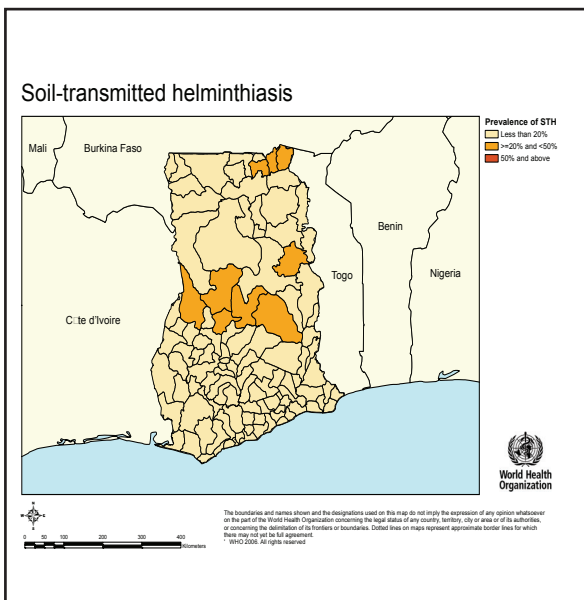 Soil-transmitted helminthiasis
Prevalence of STH
Less than 20%
>=20% and <50%
50% and above
Mali
Burkina Faso
Benin
Togo
Nigeria
C□te d'Ivoire
World Health
Organization
N
W
E
S
0 50 100 200 300 400
Kilometers
The boundaries and names shown and the designations used on this map do not imply the expression of any opinion whatsoever
on the part of the World Health Organization concerning the legal status of any country, territory, city or area or of its authorities,
or concerning the delimitation of its frontiers or boundaries. Dotted lines on maps represent approximate border lines for which
there may not yet be full agreement.
' WHO 2006. All rights reserved